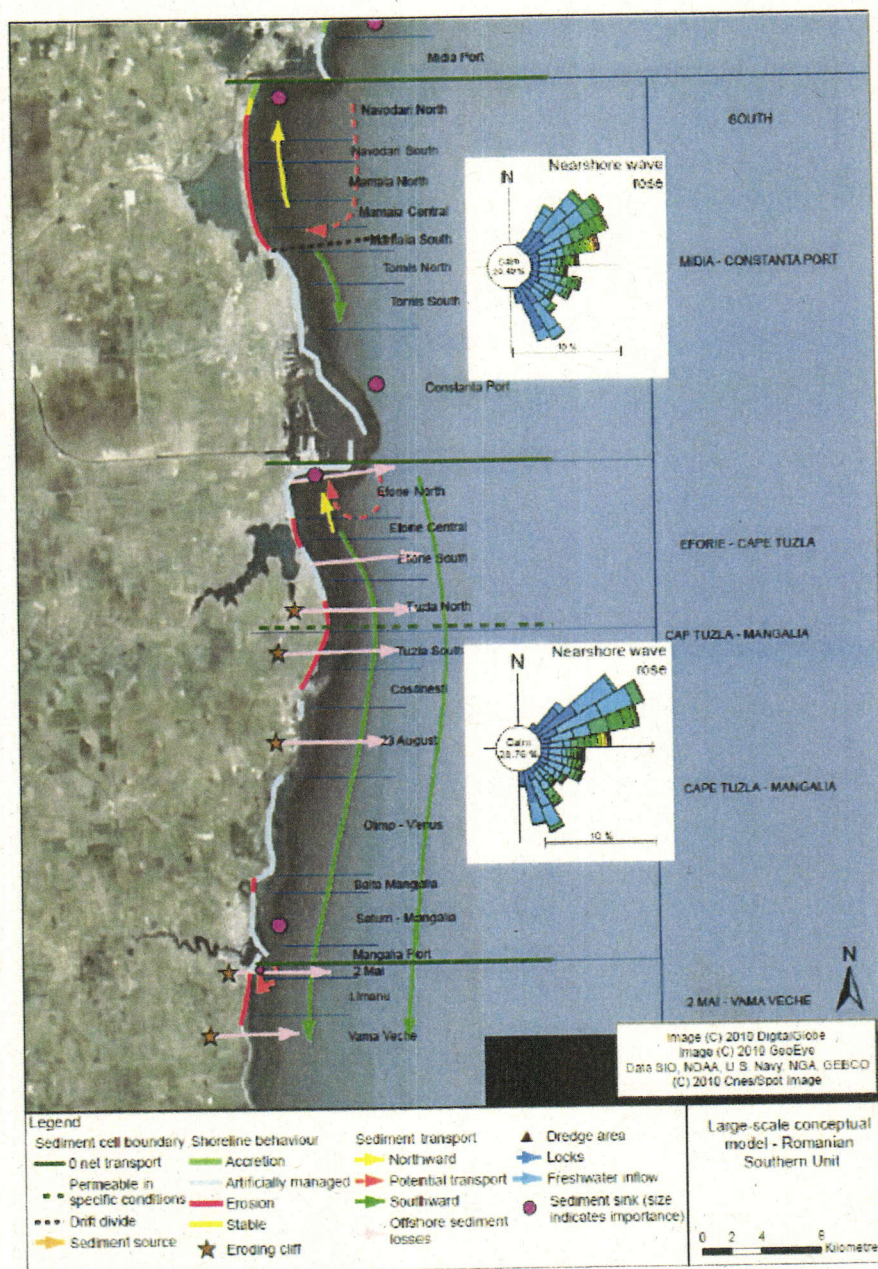 Midia Port
Navodari North
SOUTH
Navodari South
Nearshore wave
rose
N
Mamaia North
Mamaia Central
Mamaia South
MIDIA - CONSTANTA PORT
Tomis North
Calm
Tomis South
10 %
Constanta Port
Eforie North
Eforie Central
EFORIE - CAPE TUZLA
Eforie South
Tuzla North
CAP TUZLA - MANGALIA
Tuzla South
Nearshore wave
rose
N
Costinesti
23 August
Calm
28.76 %
CAPE TUZLA - MANGALIA
Olimp - Venus
10 %
Balta Mangalia
Saturn - Mangalia
Mangalia Port
2 Mai
N
Limanu
2 MAI - VAMA VECHE
Vama Veche
Image (C) 2010 DigitalGlobe
Image (C) 2010 GeoEye
Data SIO, NOAA, U.S. Navy, NGA, GEBCO
(C) 2010 Cnes/Spot Image
Legend
Sediment cell boundary
0 net transport
Permeable in
specific conditions
Drift divide
Sediment source
Shoreline behaviour
Accretion
Artificially managed
Erosion
Stable
Eroding cliff
Sediment transport
Northward
Potential transport
Southward
Offshore sediment
losses
Dredge area
Locks
Freshwater inflow
Sediment sink (size
indicates importance)
Large-scale conceptual
model - Romanian
Southern Unit
0 2 4 8
Kilometre